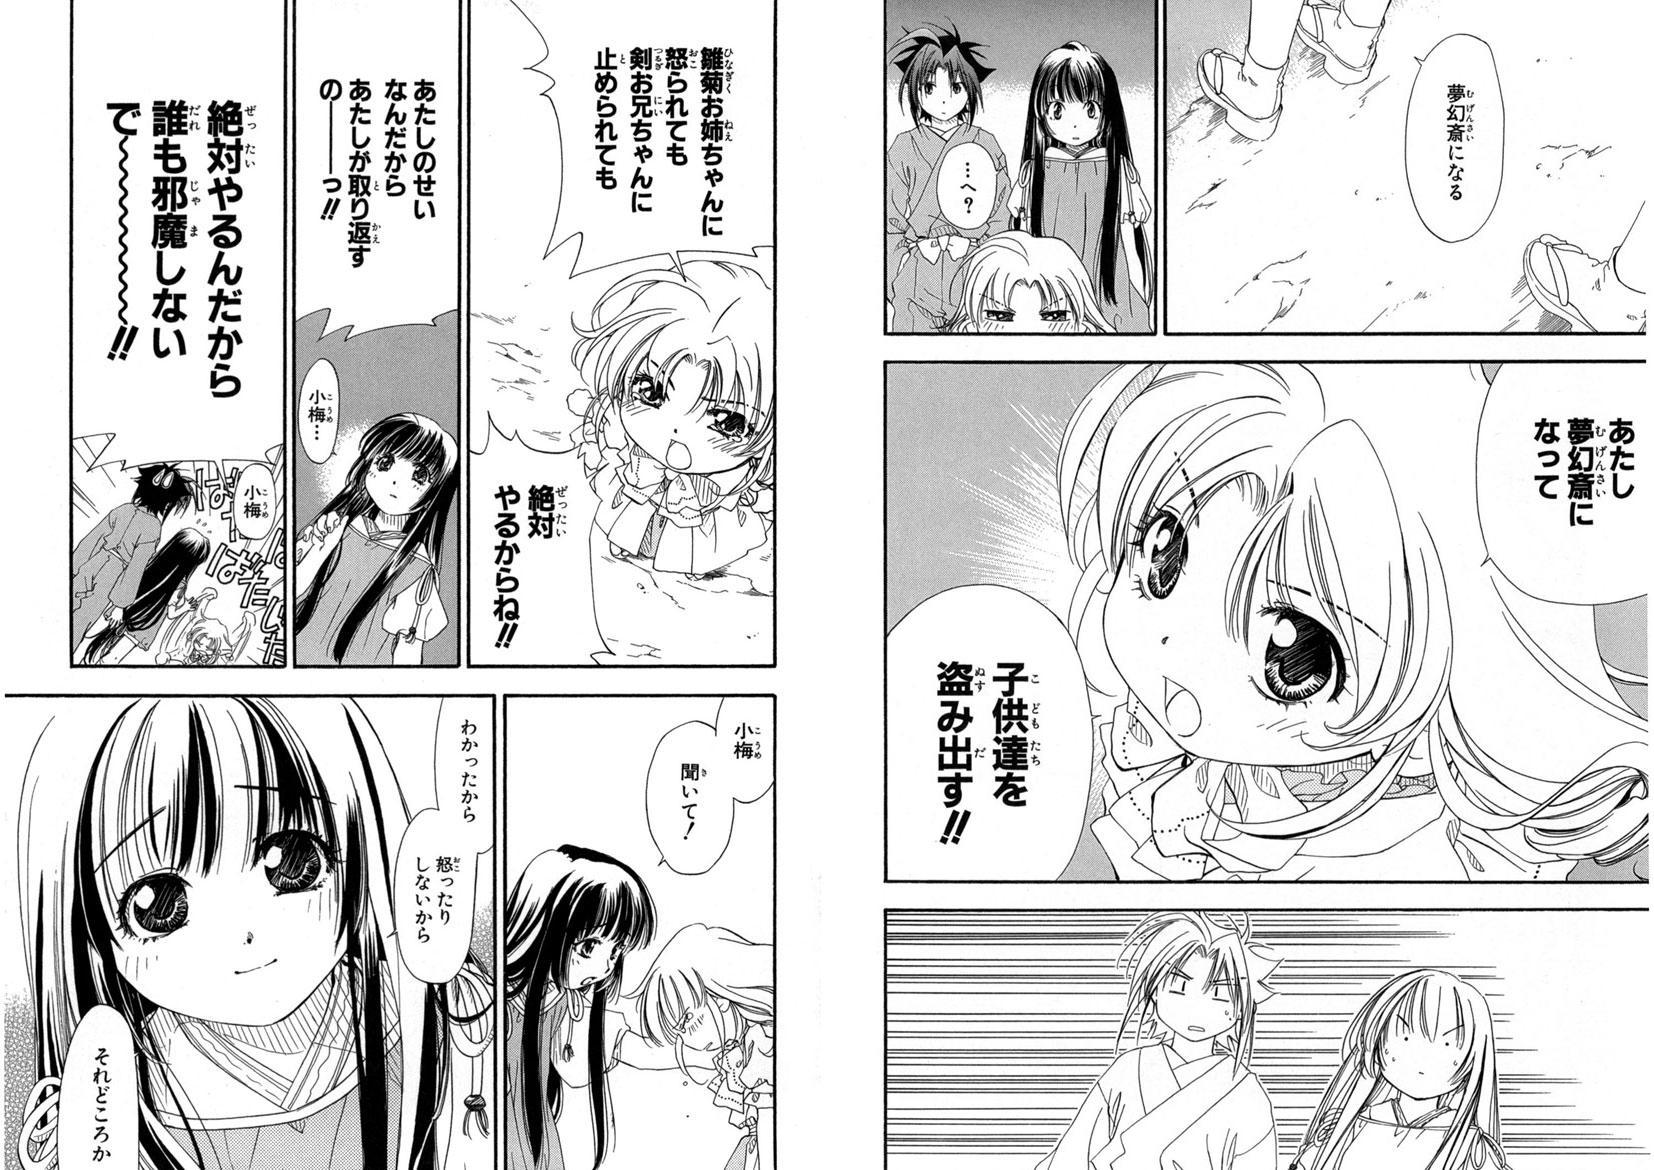 夢幻斎になる
…へ?
あたし
夢幻斎に
なって
子供達を
盗み出す!!
雛菊お姉ちゃんに
怒られても
剣お兄ちゃんに
止められても
絶対
やるからね!!
あたしのせい
なんだから
あたしが取り返す
の――――っ!!
小梅…
絶対やるんだから
誰も邪魔しない
で〜〜〜〜〜〜!!
小梅
小梅
聞いて!
わかったから
怒ったり
しないから
それどころか